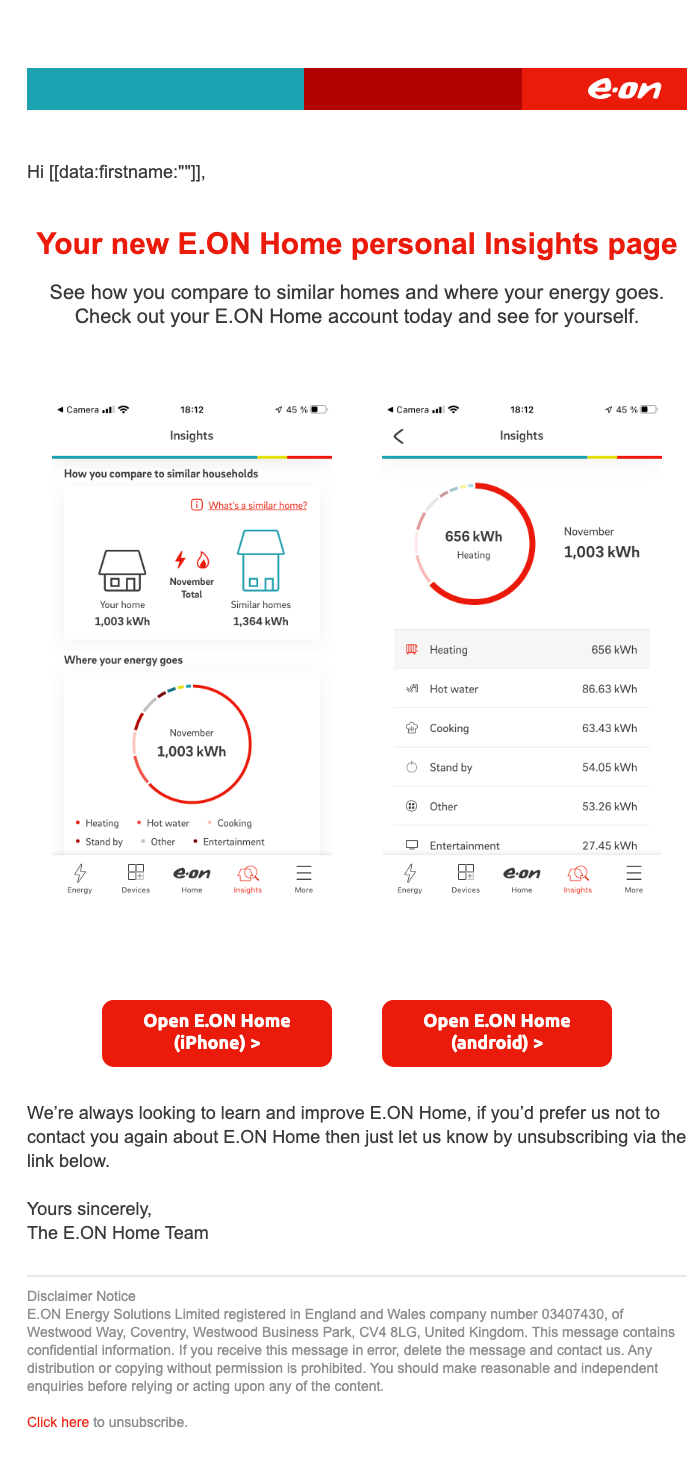 e·on
Hi [[data:firstname:""]],
Your new E.ON Home personal Insights page
See how you compare to similar homes and where your energy goes.
Check out your E.ON Home account today and see for yourself.
Camera
18:12
45 %
Insights
How you compare to similar households
What's a similar home?
November
Total
Your home
1,003 kWh
Similar homes
1,364 kWh
Where your energy goes
November
1,003 kWh
Heating
Hot water
Cooking
Stand by
Other
Entertainment
Energy
Devices
e·on
Home
Insights
More
Camera
18:12
45 %
Insights
656 kWh
Heating
November
1,003 kWh
Heating 656 kWh
Hot water 86.63 kWh
Cooking 63.43 kWh
Stand by 54.05 kWh
Other 53.26 kWh
Entertainment 27.45 kWh
Energy
Devices
e·on
Home
Insights
More
Open E.ON Home
(iPhone) >
Open E.ON Home
(android) >
We're always looking to learn and improve E.ON Home, if you'd prefer us not to
contact you again about E.ON Home then just let us know by unsubscribing via the
link below.
Yours sincerely,
The E.ON Home Team
Disclaimer Notice
E.ON Energy Solutions Limited registered in England and Wales company number 03407430, of
Westwood Way, Coventry, Westwood Business Park, CV4 8LG, United Kingdom. This message contains
confidential information. If you receive this message in error, delete the message and contact us. Any
distribution or copying without permission is prohibited. You should make reasonable and independent
enquiries before relying or acting upon any of the content.
Click here to unsubscribe.